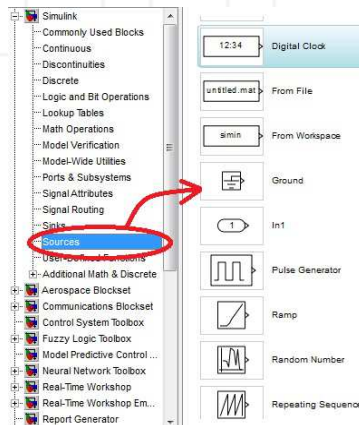 Simulink
Commonly Used Blocks
Continuous
Discontinuities
Discrete
Logic and Bit Operations
Lookup Tables
Math Operations
Model Verification
Model-Wide Utilities
Ports & Subsystems
Signal Attributes
Signal Routing
Sinks
Sources
User-Defined Functions
Additional Math & Discrete
Aerospace Blockset
Communications Blockset
Control System Toolbox
Fuzzy Logic Toolbox
Model Predictive Control ...
Neural Network Toolbox
Real-Time Workshop
Real-Time Workshop Em...
Report Generator
12:34 Digital Clock
untitled.mat From File
simin From Workspace
Ground
1 In1
Pulse Generator
Ramp
Random Number
Repeating Sequenc